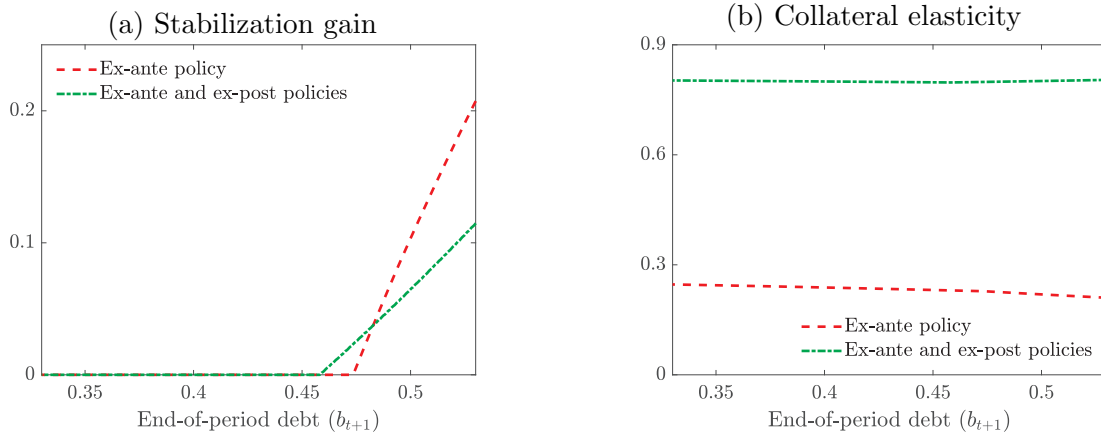 (a) Stabilization gain
Ex-ante policy
Ex-ante and ex-post policies
0.2
0.1
0
0.35
0.4
0.45
0.5
End-of-period debt (b_{t+1})
(b) Collateral elasticity
0.9
0.6
0.3
0
Ex-ante policy
Ex-ante and ex-post policies
0.35
0.4
0.45
0.5
End-of-period debt (b_{t+1})